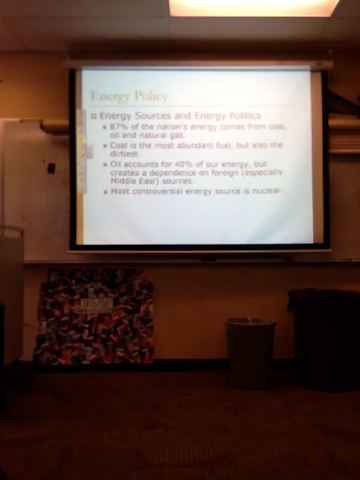 Energy Policy
Energy Sources and Energy Politics
87% of the nation's energy comes from coal,
oil and natural gas.
Coal is the most abundant fuel, but also the
dirtiest.
Oil accounts for 40% of our energy, but
creates a dependence on foreign (especially
Middle East) sources.
Most controversial energy source is nuclear.